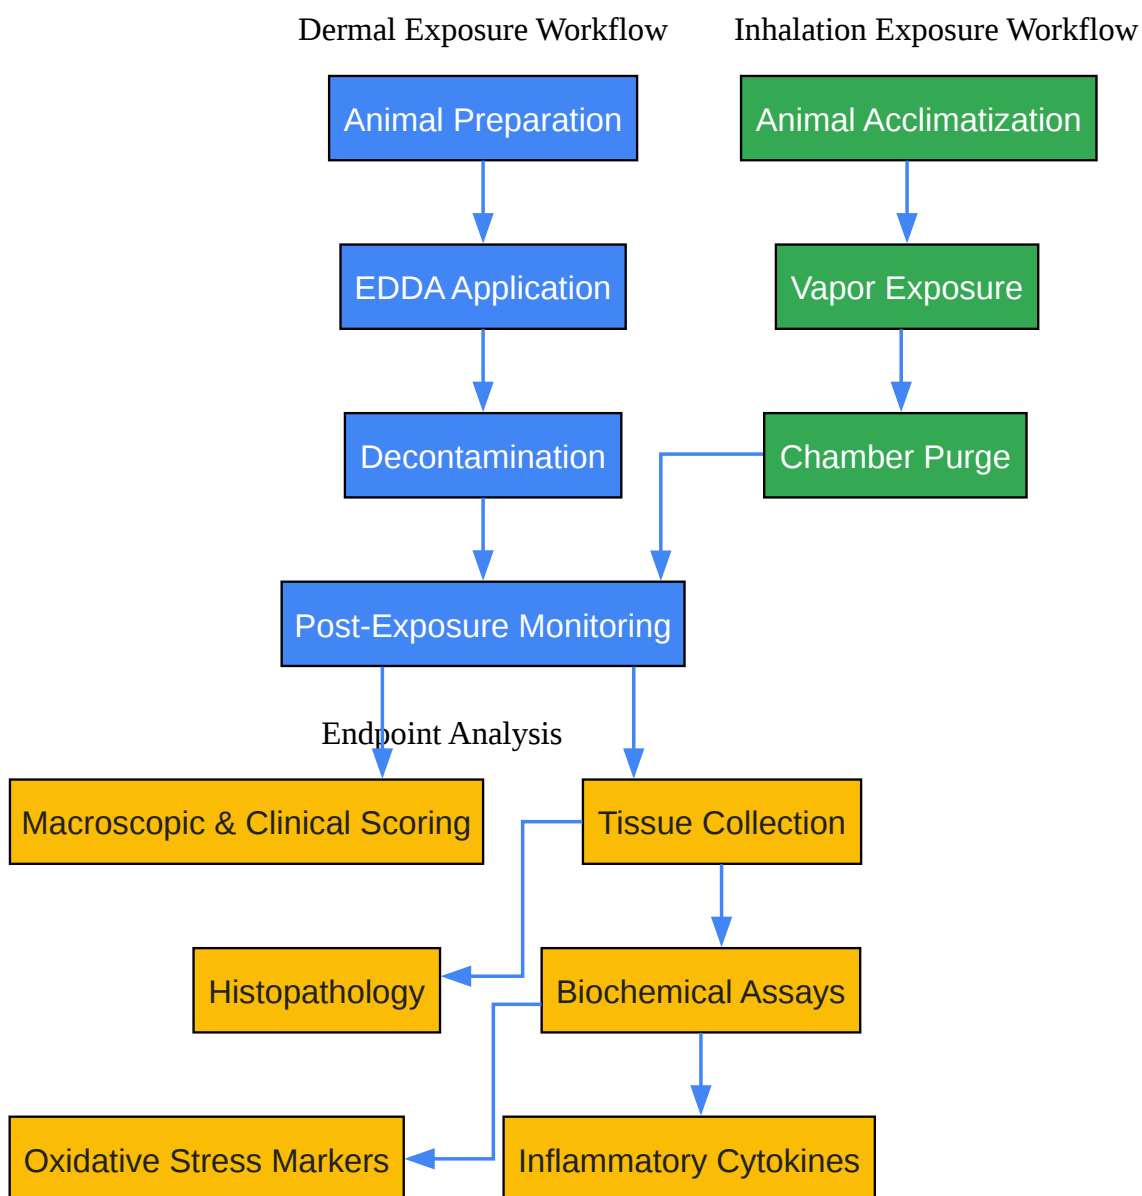 Dermal Exposure Workflow
Inhalation Exposure Workflow
Animal Preparation
Animal Acclimatization
EDDA Application
Vapor Exposure
Decontamination
Chamber Purge
Post-Exposure Monitoring
Endpoint Analysis
Macroscopic & Clinical Scoring
Tissue Collection
Histopathology
Biochemical Assays
Oxidative Stress Markers
Inflammatory Cytokines